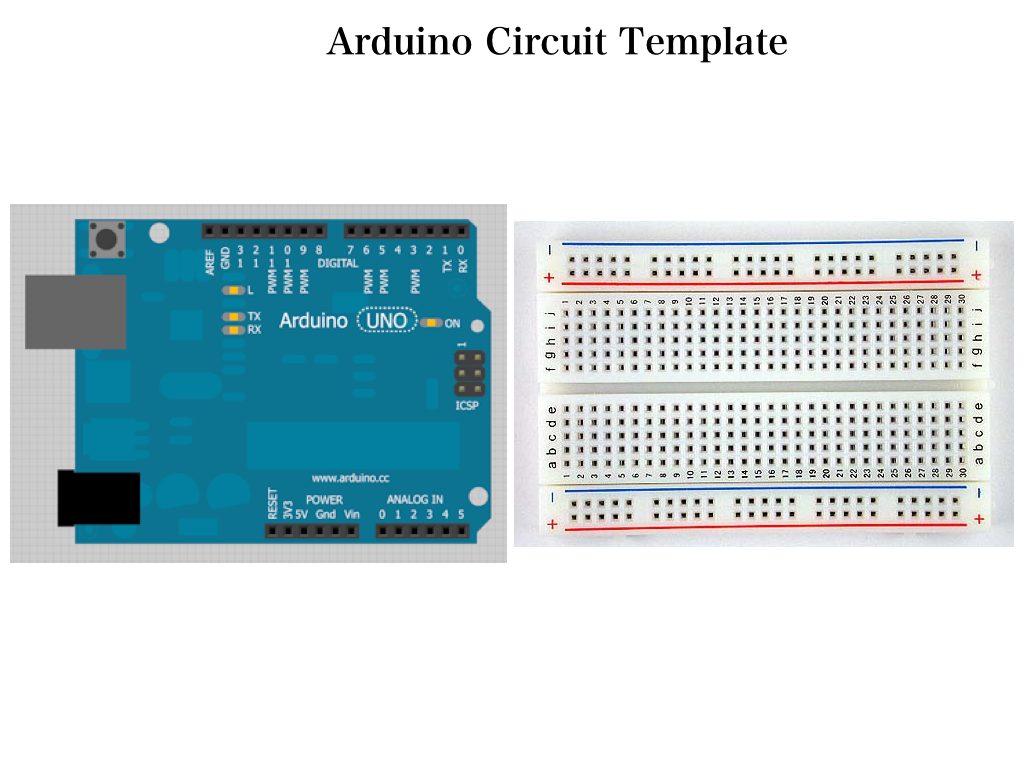 Arduino Circuit Template
AREF
GND
13
12
PWM 11
PWM 10
PWM 9
8
7
PWM 6
PWM 5
4
PWM 3
2
TX 1
RX 0
DIGITAL
L
TX
RX
Arduino UNO
ON
1
ICSP
www.arduino.cc
POWER
ANALOG IN
RESET
3V3
5V Gnd Vin
0 1 2 3 4 5
− −
+ +
1 2 3 4 5 6 7 8 9 10 11 12 13 14 15 16 17 18 19 20 21 22 23 24 25 26 27 28 29 30
f g h i j
f g h i j
a b c d e
a b c d e
1 2 3 4 5 6 7 8 9 10 11 12 13 14 15 16 17 18 19 20 21 22 23 24 25 26 27 28 29 30
− −
+ +